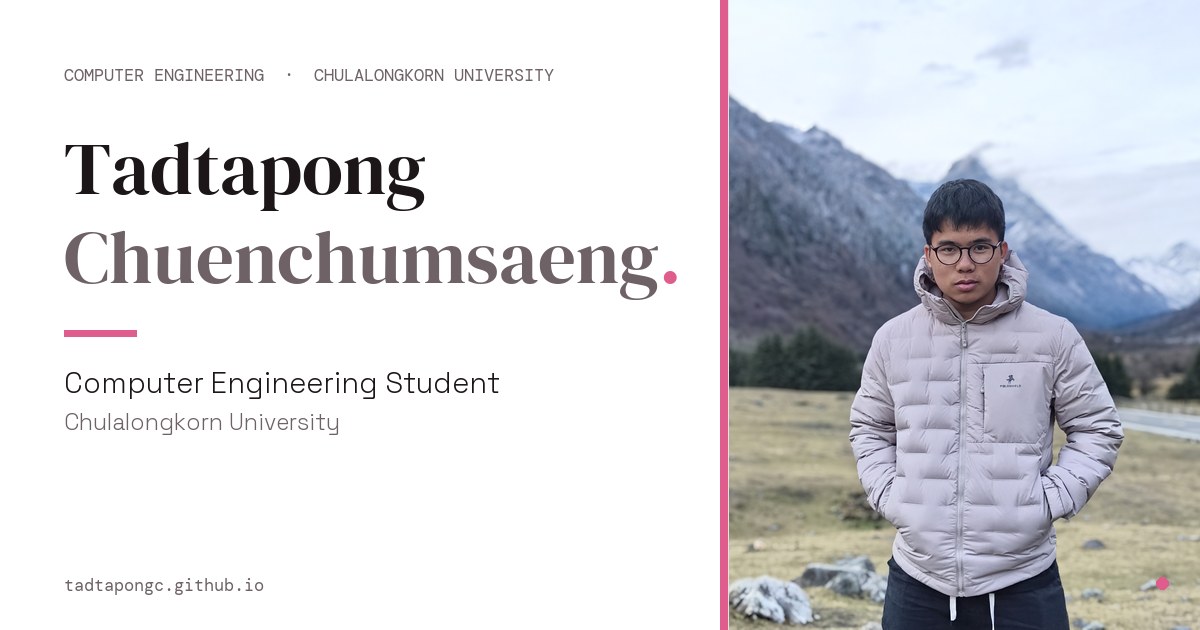 COMPUTER ENGINEERING · CHULALONGKORN UNIVERSITY
Tadtapong
Chuenchumsaeng.
Computer Engineering Student
Chulalongkorn University
tadtapongc.github.io